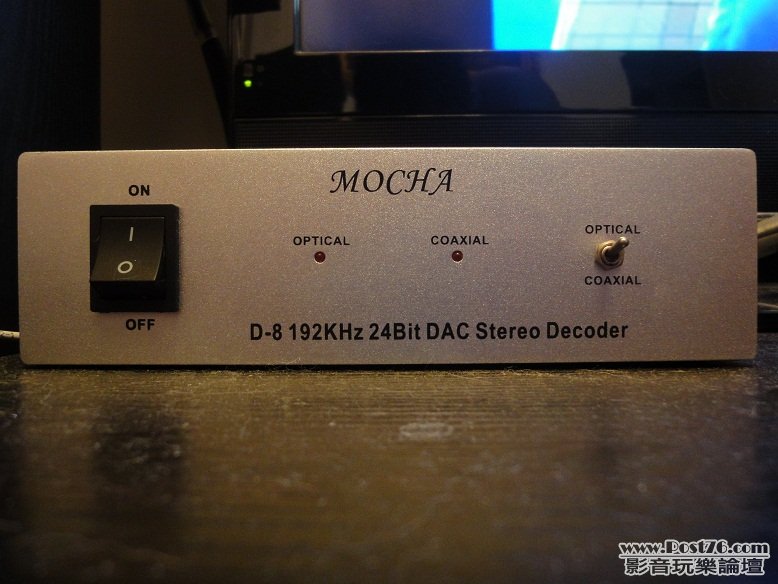 MOCHA
ON
OPTICAL
COAXIAL
OPTICAL
COAXIAL
I
O
OFF
D-8 192KHz 24Bit DAC Stereo Decoder
www.Post76.com
影音玩樂論壇